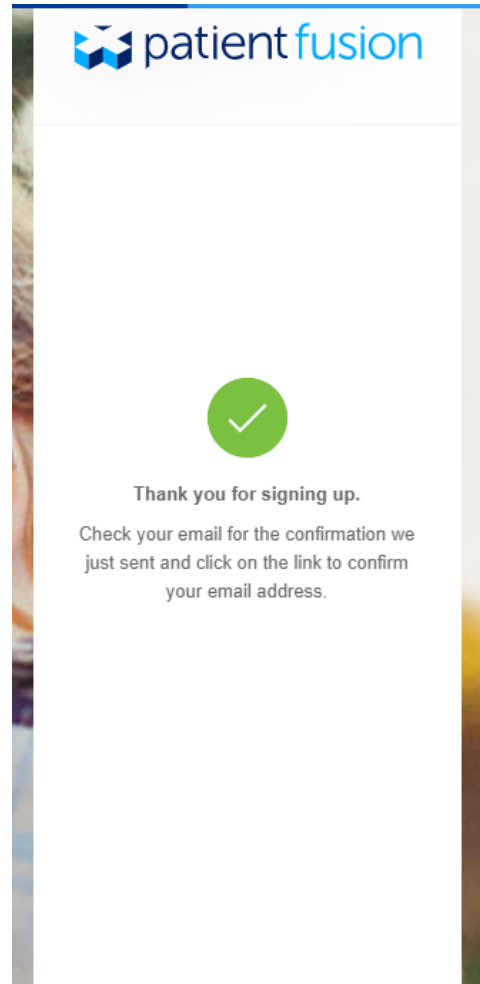 patient fusion
Thank you for signing up.
Check your email for the confirmation we
just sent and click on the link to confirm
your email address.